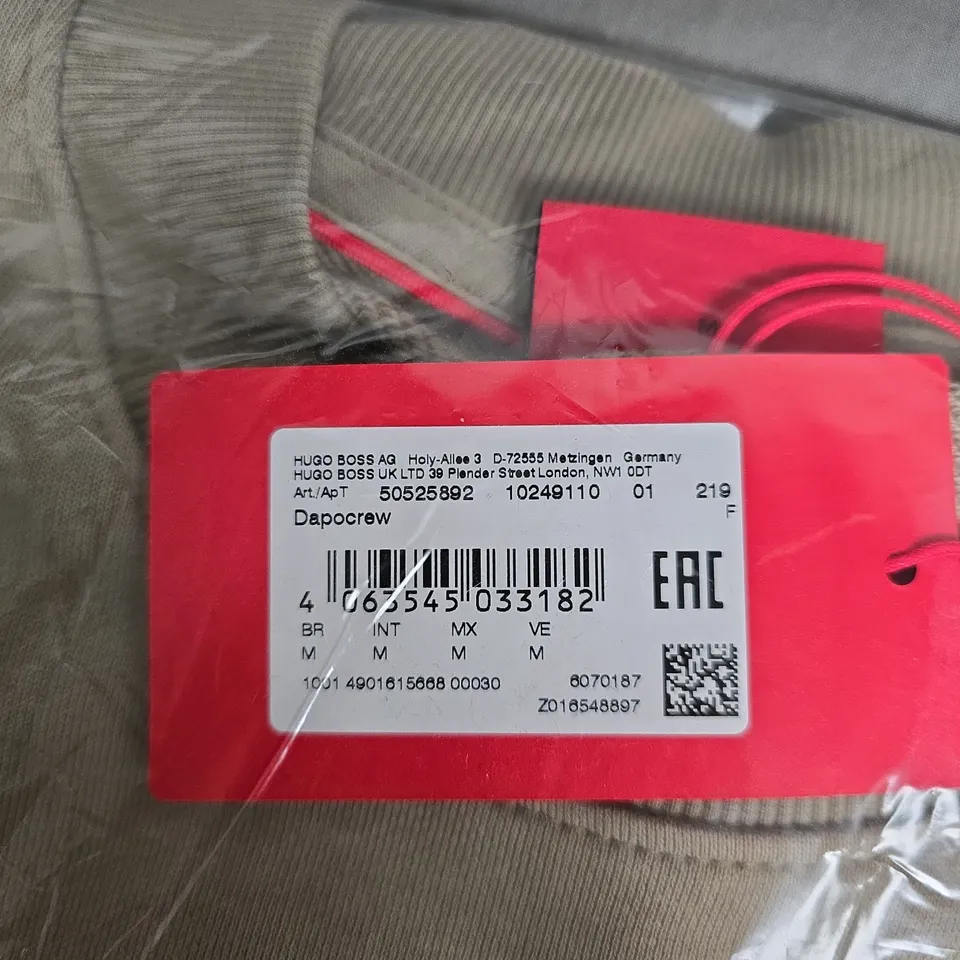 HUGO BOSS AG Holy-Allee 3 D-72555 Metzingen Germany
HUGO BOSS UK LTD 39 Plender Street London, NW1 0DT
Art./ApT 50525892 10249110 01 219
F
Dapocrew
4 063545 033182
EAC
BR INT MX VE
M M M M
1001 4901615668 00030 6070187
Z016548897